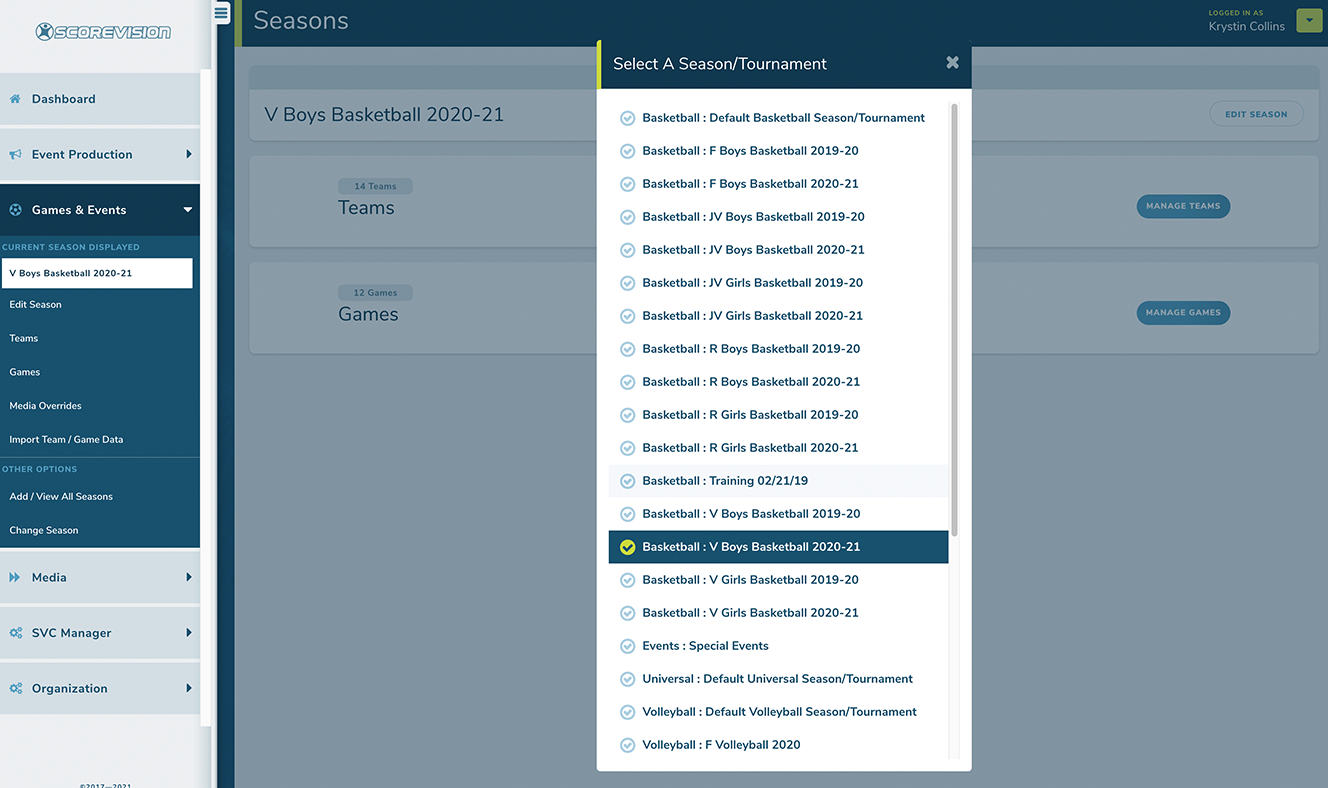 SCOREVISION
Dashboard
Event Production
Games & Events
CURRENT SEASON DISPLAYED
V Boys Basketball 2020-21
Edit Season
Teams
Games
Media Overrides
Import Team / Game Data
OTHER OPTIONS
Add / View All Seasons
Change Season
Media
SVC Manager
Organization
©2017—2021
Seasons
LOGGED IN AS
Krystin Collins
V Boys Basketball 2020-21
EDIT SEASON
14 Teams
Teams
MANAGE TEAMS
12 Games
Games
MANAGE GAMES
Select A Season/Tournament
Basketball : Default Basketball Season/Tournament
Basketball : F Boys Basketball 2019-20
Basketball : F Boys Basketball 2020-21
Basketball : JV Boys Basketball 2019-20
Basketball : JV Boys Basketball 2020-21
Basketball : JV Girls Basketball 2019-20
Basketball : JV Girls Basketball 2020-21
Basketball : R Boys Basketball 2019-20
Basketball : R Boys Basketball 2020-21
Basketball : R Girls Basketball 2019-20
Basketball : R Girls Basketball 2020-21
Basketball : Training 02/21/19
Basketball : V Boys Basketball 2019-20
Basketball : V Boys Basketball 2020-21
Basketball : V Girls Basketball 2019-20
Basketball : V Girls Basketball 2020-21
Events : Special Events
Universal : Default Universal Season/Tournament
Volleyball : Default Volleyball Season/Tournament
Volleyball : F Volleyball 2020